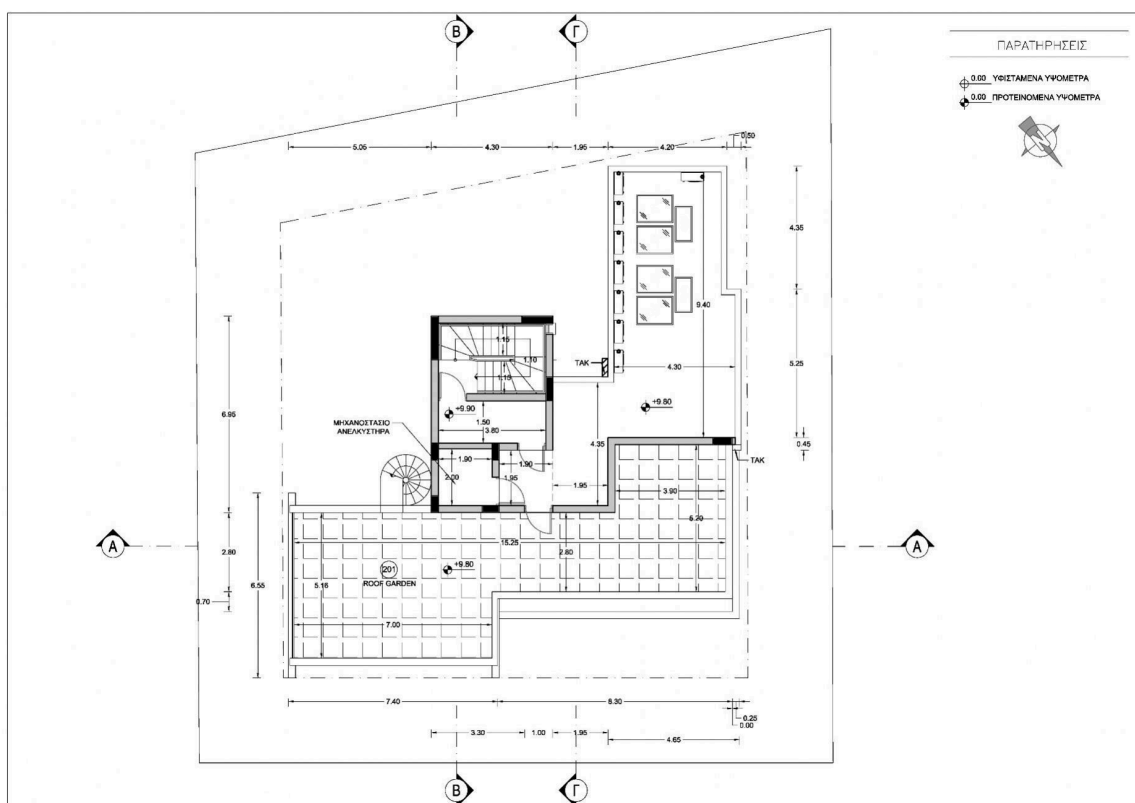 Β
Γ
ΠΑΡΑΤΗΡΗΣΕΙΣ
0.00 ΥΦΙΣΤΑΜΕΝΑ ΥΨΟΜΕΤΡΑ
0.00 ΠΡΟΤΕΙΝΟΜΕΝΑ ΥΨΟΜΕΤΡΑ
N
0.50
5.05
4.30
1.95
4.20
4.35
9.40
5.25
1.15
1.10
1.15
ΤΑΚ
4.30
6.95
+9.90
+9.80
1.50
3.80
4.35
ΜΗΧΑΝΟΣΤΑΣΙΟ
ΑΝΕΛΚΥΣΤΗΡΑ
0.45
1.90
1.90
ΤΑΚ
2.00
1.95
1.95
3.90
5.20
Α
15.25
2.80
2.80
Α
201
+9.80
ROOF GARDEN
6.55
5.16
0.70
7.00
7.40
8.30
0.25
0.00
3.30
1.00
1.95
4.65
Β
Γ